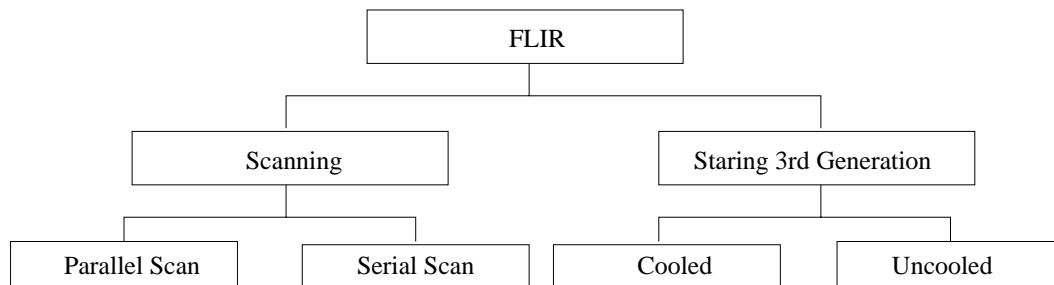 FLIR
Scanning
Staring 3rd Generation
Parallel Scan
Serial Scan
Cooled
Uncooled